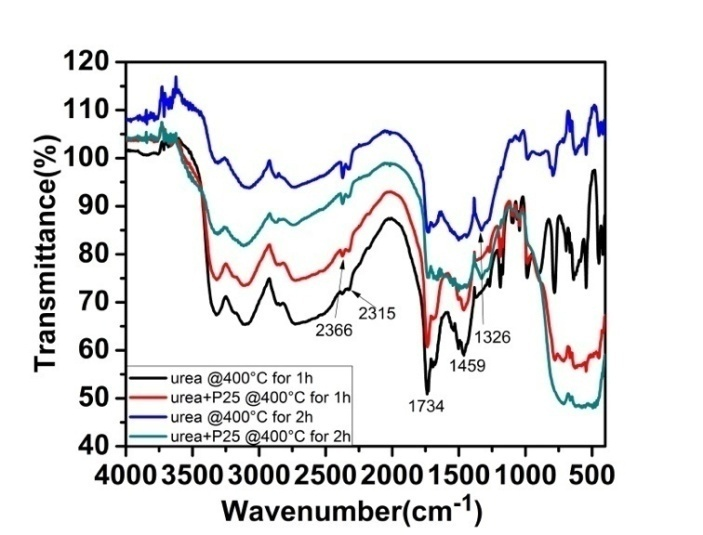 120
110
100
90
80
70
60
50
40
Transmittance(%)
2366
2315
1326
1459
1734
urea @400°C for 1h
urea+P25 @400°C for 1h
urea @400°C for 2h
urea+P25 @400°C for 2h
4000 3500 3000 2500 2000 1500 1000 500
Wavenumber(cm⁻¹)